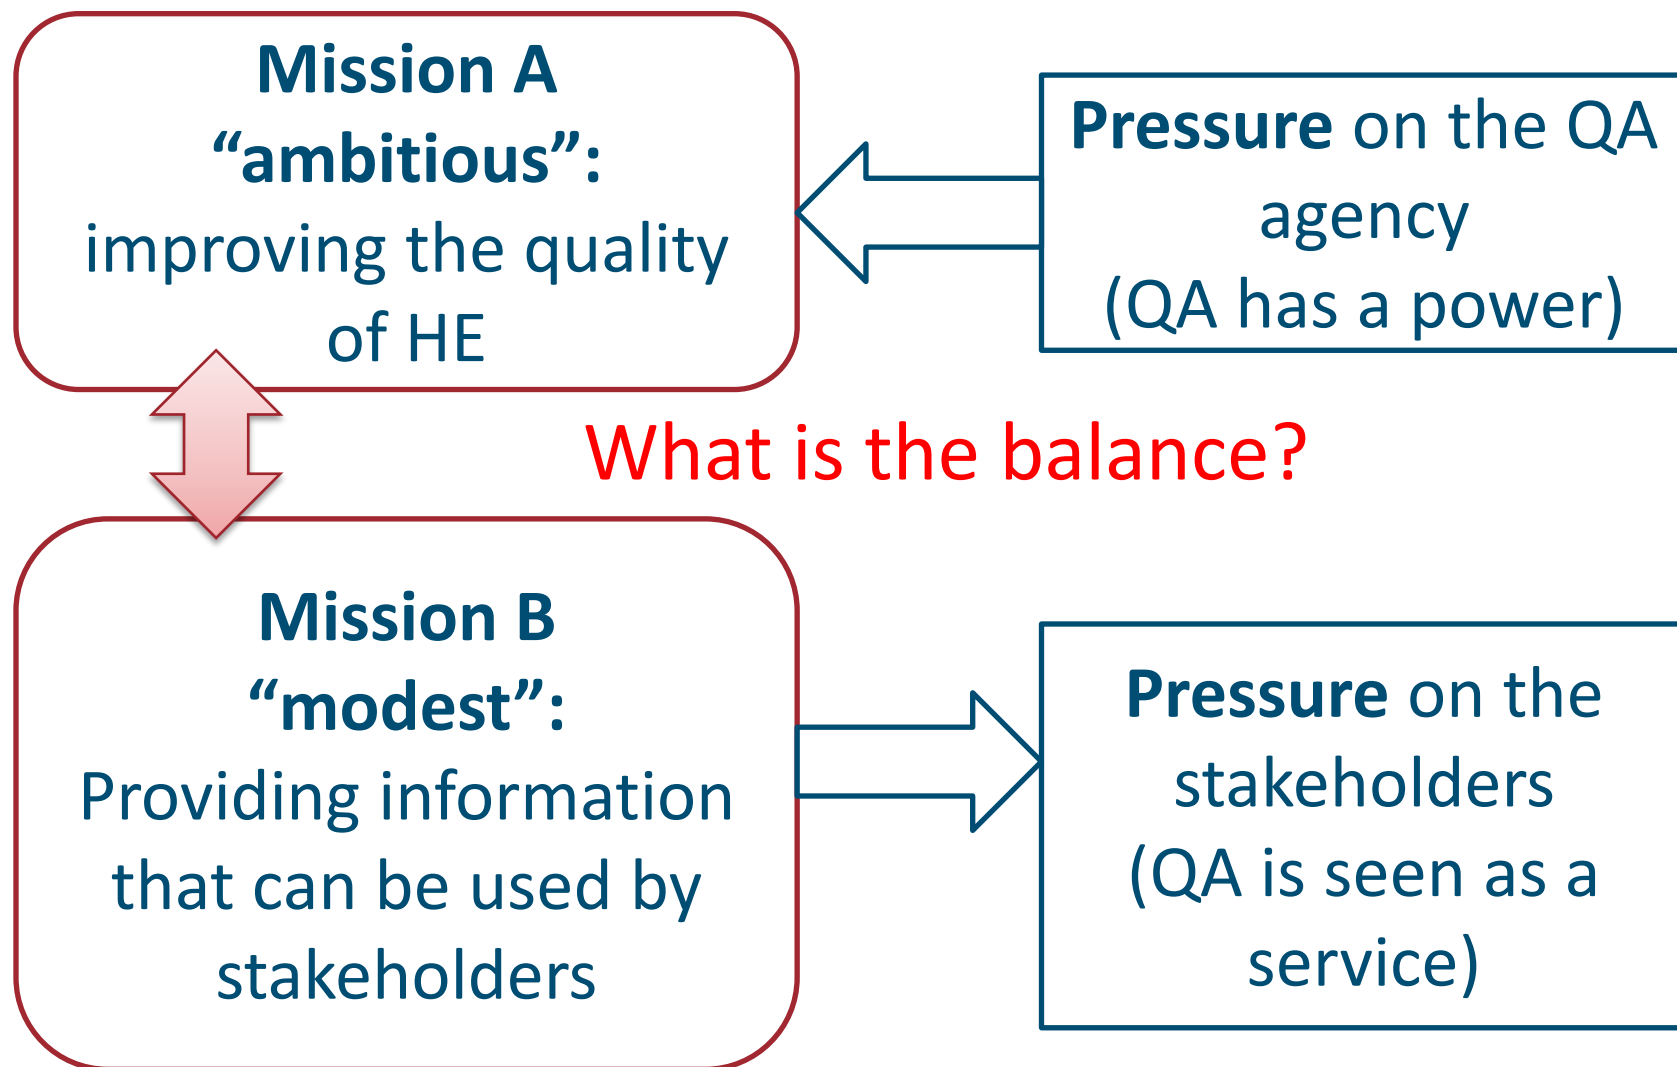 Mission A
“ambitious”:
improving the quality
of HE
Pressure on the QA
agency
(QA has a power)
What is the balance?
Mission B
“modest”:
Providing information
that can be used by
stakeholders
Pressure on the
stakeholders
(QA is seen as a
service)